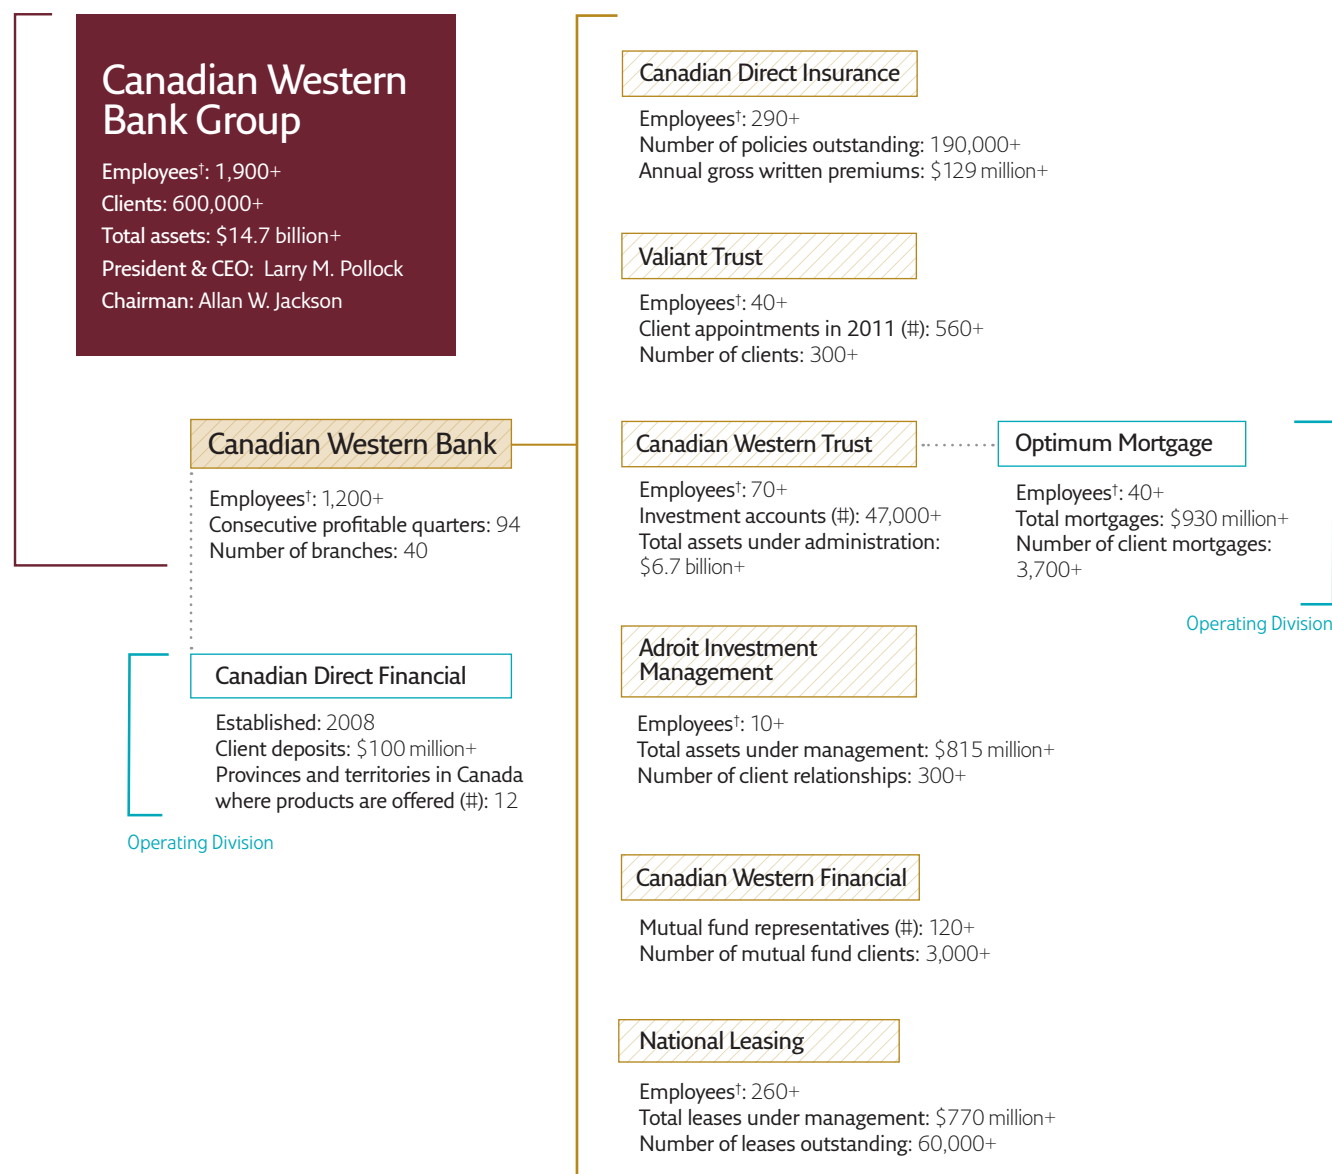 Canadian Western
Bank Group
Employees†: 1,900+
Clients: 600,000+
Total assets: $14.7 billion+
President & CEO: Larry M. Pollock
Chairman: Allan W. Jackson
Canadian Western Bank
Employees†: 1,200+
Consecutive profitable quarters: 94
Number of branches: 40
Canadian Direct Financial
Established: 2008
Client deposits: $100 million+
Provinces and territories in Canada
where products are offered (#): 12
Operating Division
Canadian Direct Insurance
Employees†: 290+
Number of policies outstanding: 190,000+
Annual gross written premiums: $129 million+
Valiant Trust
Employees†: 40+
Client appointments in 2011 (#): 560+
Number of clients: 300+
Canadian Western Trust
Employees†: 70+
Investment accounts (#): 47,000+
Total assets under administration:
$6.7 billion+
Optimum Mortgage
Employees†: 40+
Total mortgages: $930 million+
Number of client mortgages:
3,700+
Operating Division
Adroit Investment
Management
Employees†: 10+
Total assets under management: $815 million+
Number of client relationships: 300+
Canadian Western Financial
Mutual fund representatives (#): 120+
Number of mutual fund clients: 3,000+
National Leasing
Employees†: 260+
Total leases under management: $770 million+
Number of leases outstanding: 60,000+